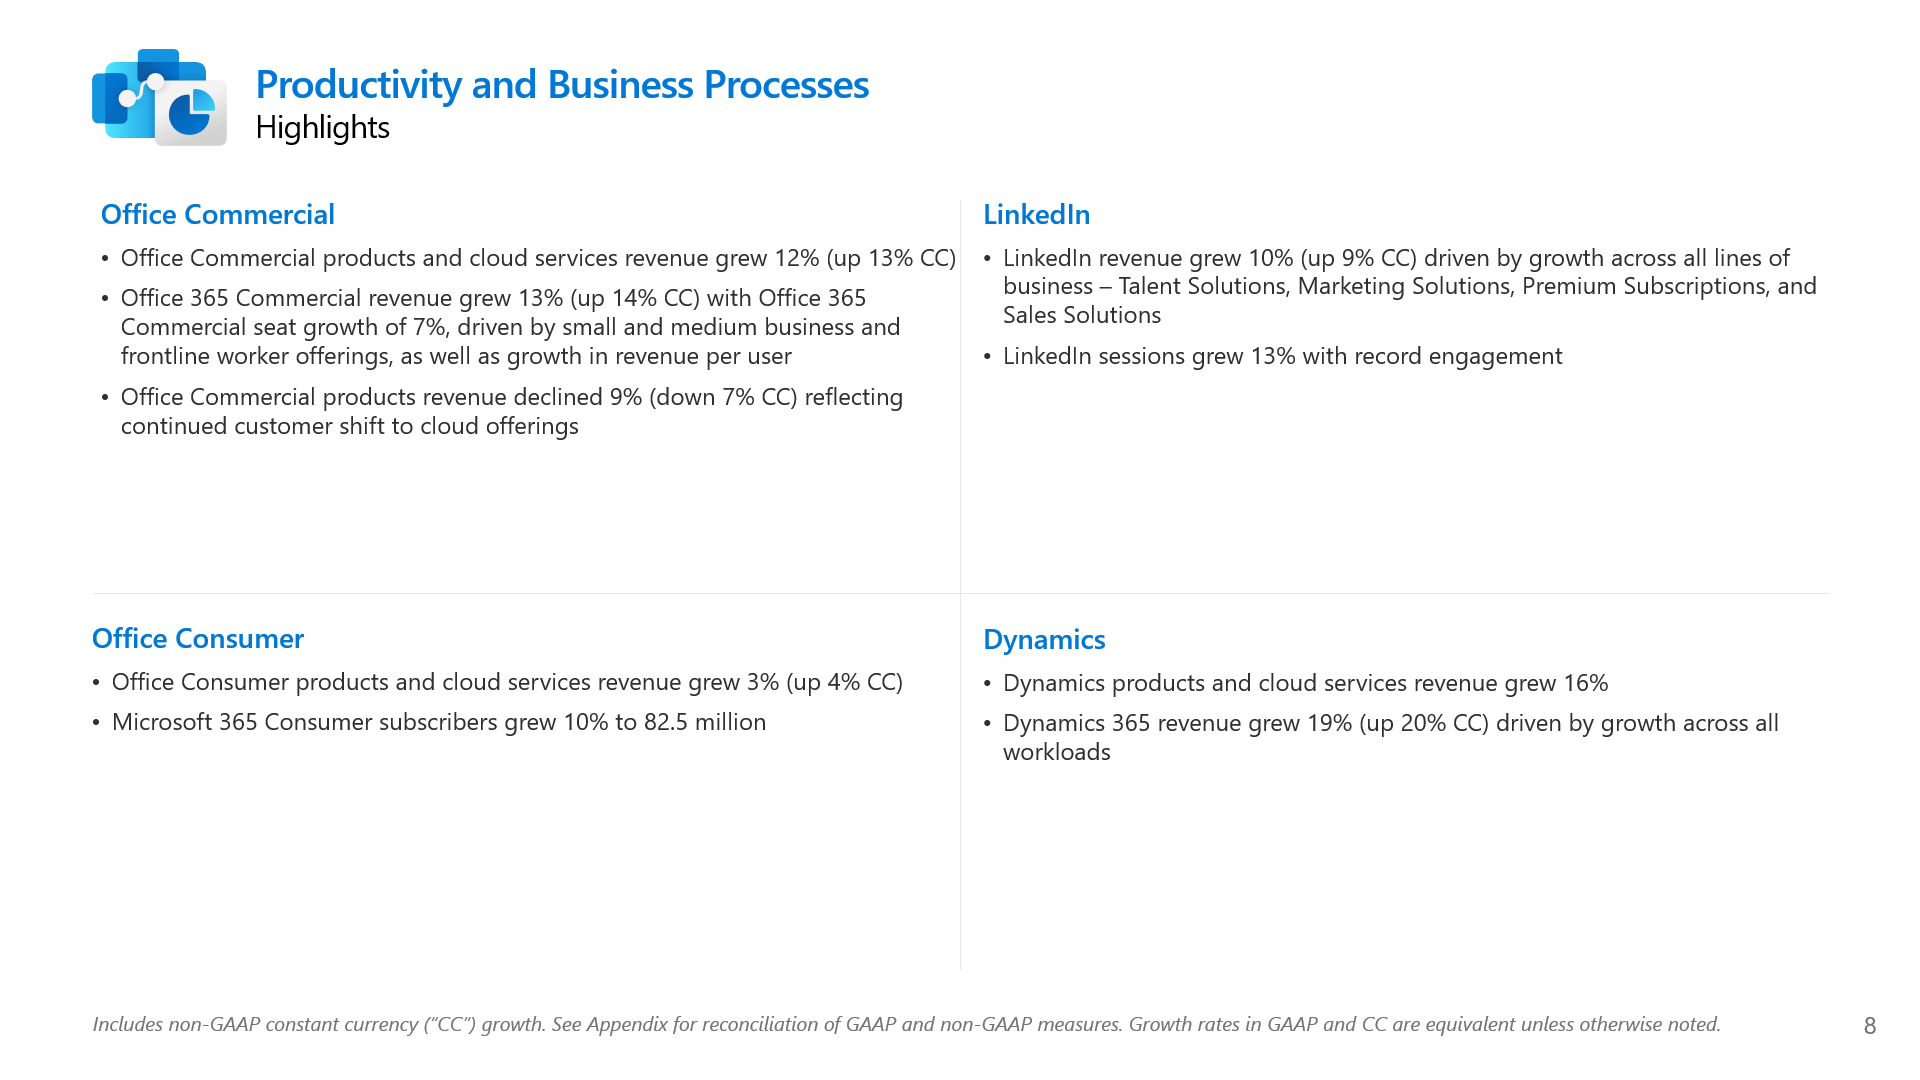 Productivity and Business Processes
Highlights
Office Commercial
• Office Commercial products and cloud services revenue grew 12% (up 13% CC)
• Office 365 Commercial revenue grew 13% (up 14% CC) with Office 365
Commercial seat growth of 7%, driven by small and medium business and
frontline worker offerings, as well as growth in revenue per user
• Office Commercial products revenue declined 9% (down 7% CC) reflecting
continued customer shift to cloud offerings
LinkedIn
• LinkedIn revenue grew 10% (up 9% CC) driven by growth across all lines of
business – Talent Solutions, Marketing Solutions, Premium Subscriptions, and
Sales Solutions
• LinkedIn sessions grew 13% with record engagement
Office Consumer
• Office Consumer products and cloud services revenue grew 3% (up 4% CC)
• Microsoft 365 Consumer subscribers grew 10% to 82.5 million
Dynamics
• Dynamics products and cloud services revenue grew 16%
• Dynamics 365 revenue grew 19% (up 20% CC) driven by growth across all
workloads
Includes non-GAAP constant currency (“CC”) growth. See Appendix for reconciliation of GAAP and non-GAAP measures. Growth rates in GAAP and CC are equivalent unless otherwise noted.
8